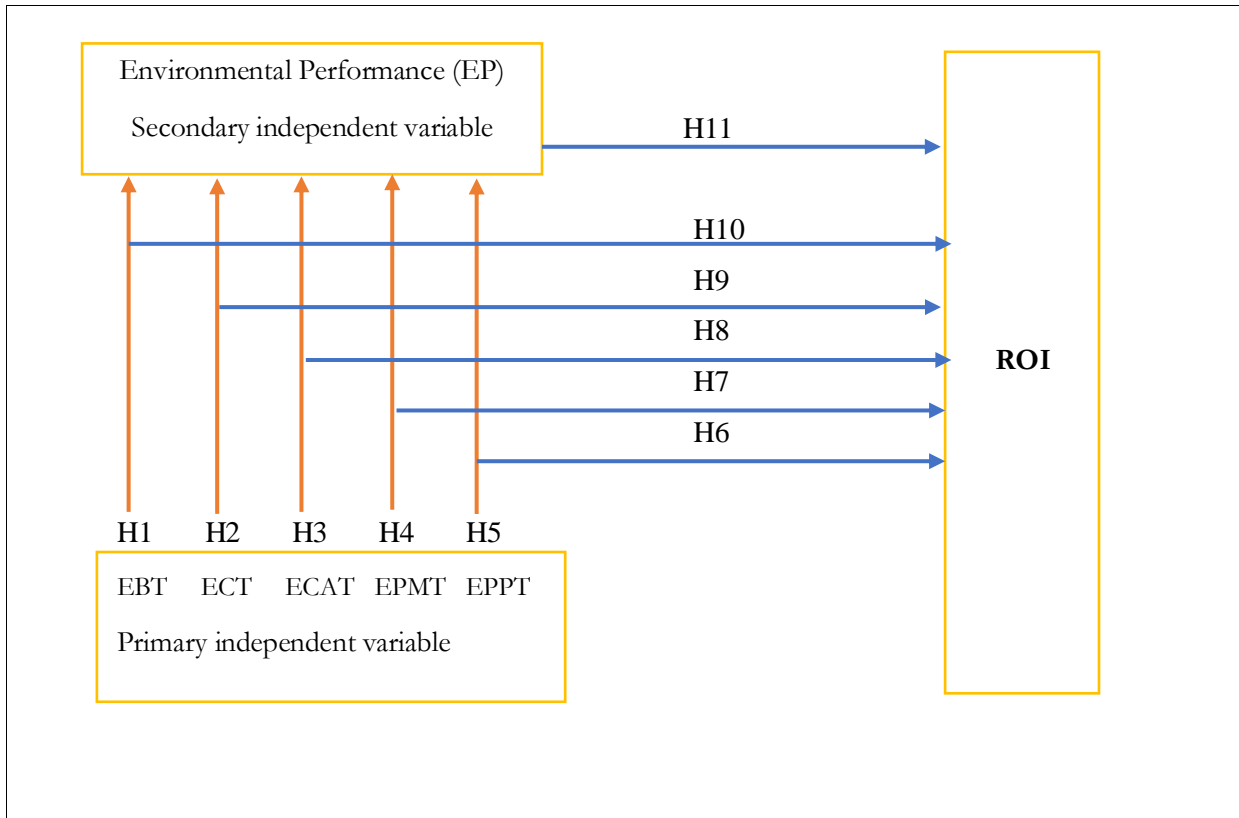 Environmental Performance (EP)
Secondary independent variable
H11
H10
H9
H8
ROI
H7
H6
H1 H2 H3 H4 H5
EBT ECT ECAT EPMT EPPT
Primary independent variable